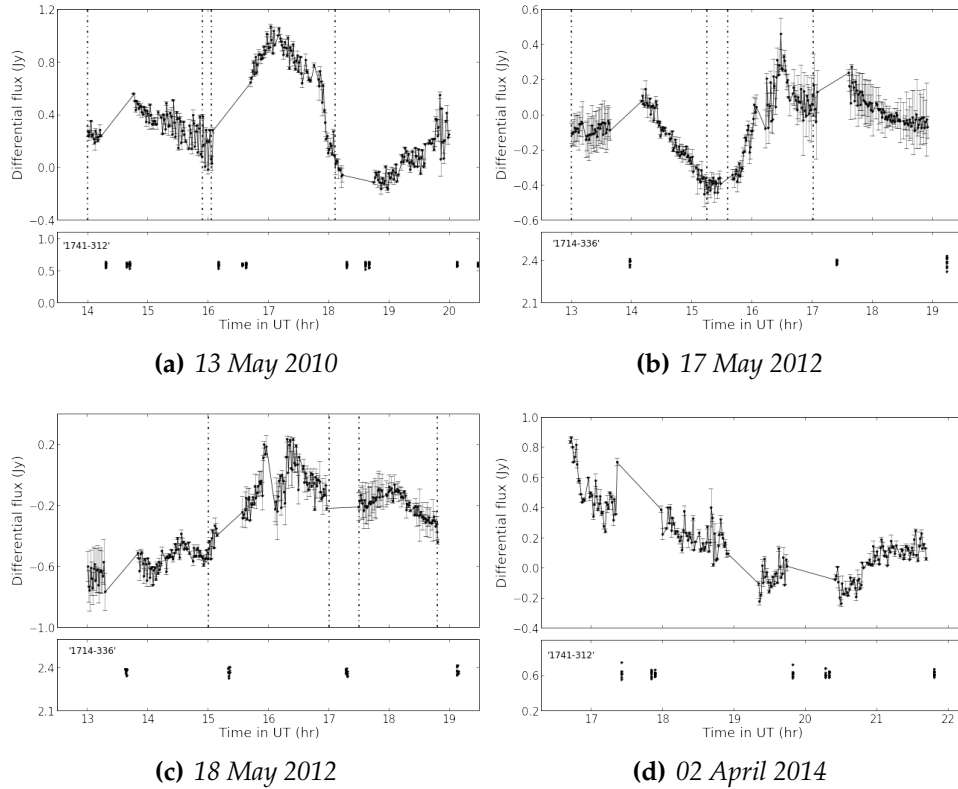 Differential flux (Jy)
1.2
0.8
0.4
0.0
−0.4
'1741-312'
1.0
0.5
0.0
14 15 16 17 18 19 20
Time in UT (hr)
(a) 13 May 2010
Differential flux (Jy)
0.6
0.4
0.2
0.0
−0.2
−0.4
−0.6
'1714-336'
2.4
2.1
13 14 15 16 17 18 19
Time in UT (hr)
(b) 17 May 2012
Differential flux (Jy)
0.2
−0.2
−0.6
−1.0
'1714-336'
2.4
2.1
13 14 15 16 17 18 19
Time in UT (hr)
(c) 18 May 2012
Differential flux (Jy)
1.0
0.8
0.6
0.4
0.2
0.0
−0.2
−0.4
'1741-312'
0.6
0.2
17 18 19 20 21 22
Time in UT (hr)
(d) 02 April 2014